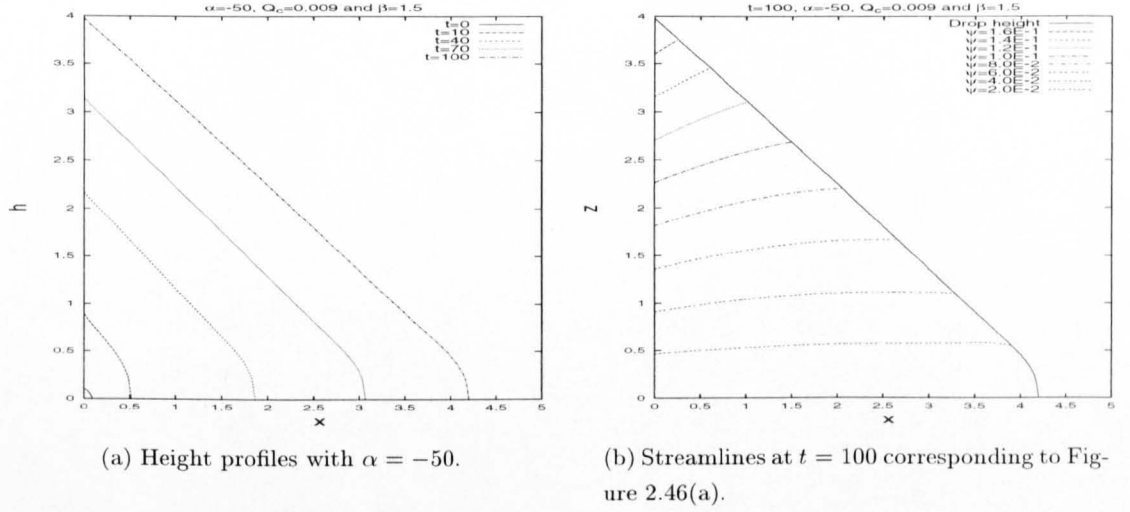 α=-50, Q_c=0.009 and β=1.5
t=0
t=10
t=40
t=70
t=100
4
3.5
3
2.5
2
1.5
1
0.5
0
h
0 0.5 1 1.5 2 2.5 3 3.5 4 4.5 5
x
(a) Height profiles with α = −50.
t=100, α=-50, Q_c=0.009 and β=1.5
Drop height
ψ=1.6E-1
ψ=1.4E-1
ψ=1.2E-1
ψ=1.0E-1
ψ=8.0E-2
ψ=6.0E-2
ψ=4.0E-2
ψ=2.0E-2
4
3.5
3
2.5
2
1.5
1
0.5
0
z
0 0.5 1 1.5 2 2.5 3 3.5 4 4.5 5
x
(b) Streamlines at t = 100 corresponding to Fig-
ure 2.46(a).